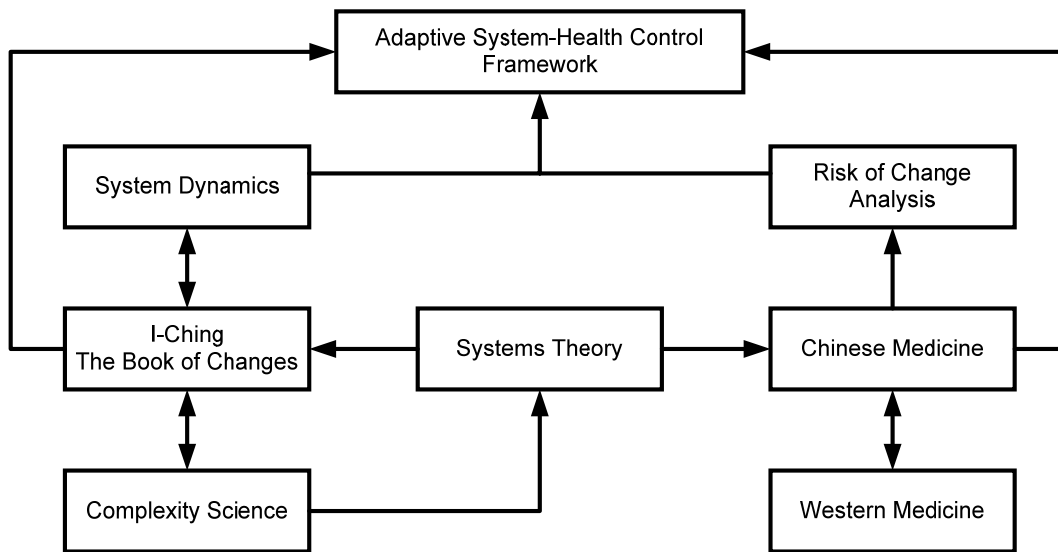 Adaptive System-Health Control
Framework
System Dynamics
Risk of Change
Analysis
I-Ching
The Book of Changes
Systems Theory
Chinese Medicine
Complexity Science
Western Medicine